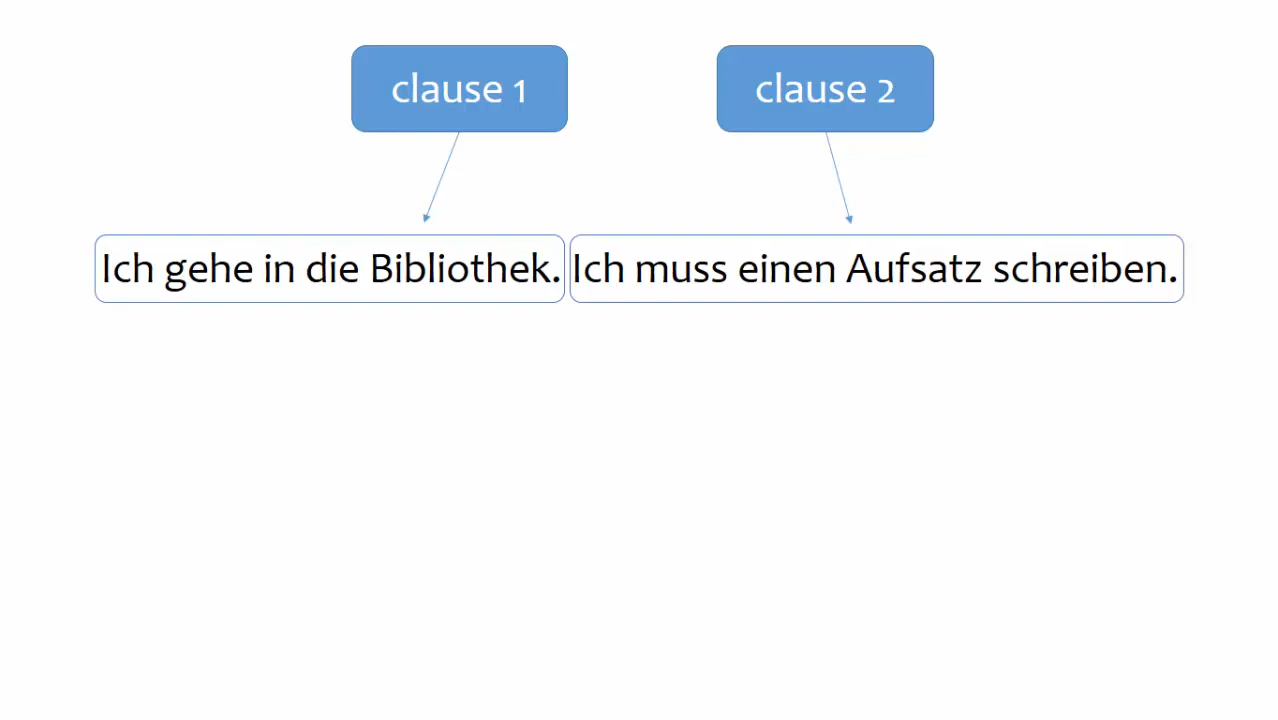 clause 1
clause 2
Ich gehe in die Bibliothek. Ich muss einen Aufsatz schreiben.